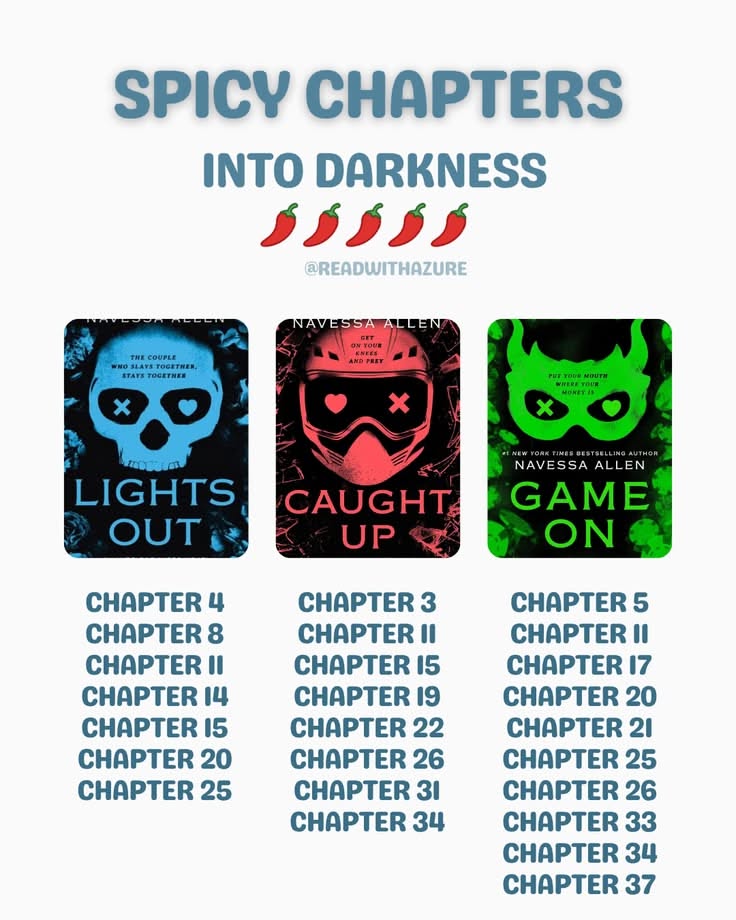 SPICY CHAPTERS
INTO DARKNESS
@READWITHAZURE
NAVESSA ALLEN
THE COUPLE
WHO SLAYS TOGETHER,
STAYS TOGETHER
LIGHTS
OUT
NAVESSA ALLEN
GET
ON YOUR
KNEES
AND PREY
CAUGHT
UP
PUT YOUR MOUTH
WHERE YOUR
MONEY IS
#1 NEW YORK TIMES BESTSELLING AUTHOR
NAVESSA ALLEN
GAME
ON
CHAPTER 4
CHAPTER 8
CHAPTER 11
CHAPTER 14
CHAPTER 15
CHAPTER 20
CHAPTER 25
CHAPTER 3
CHAPTER 11
CHAPTER 15
CHAPTER 19
CHAPTER 22
CHAPTER 26
CHAPTER 31
CHAPTER 34
CHAPTER 5
CHAPTER 11
CHAPTER 17
CHAPTER 20
CHAPTER 21
CHAPTER 25
CHAPTER 26
CHAPTER 33
CHAPTER 34
CHAPTER 37